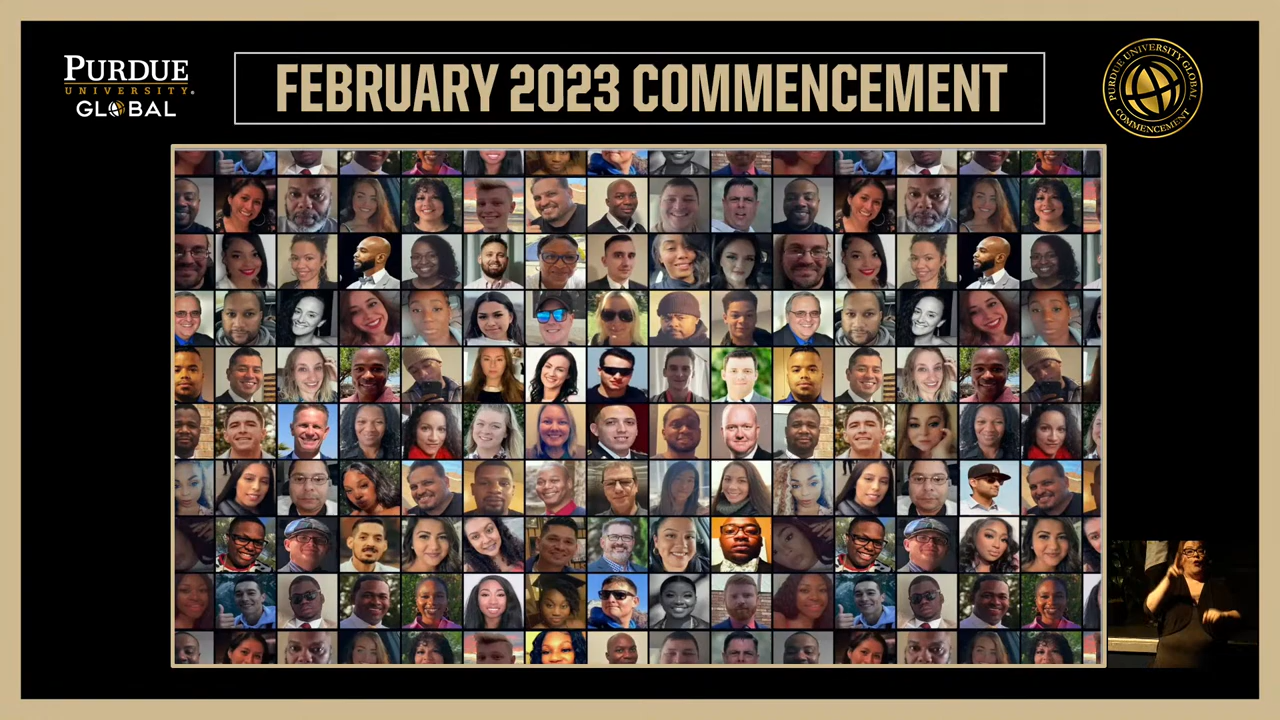 PURDUE
UNIVERSITY®
GLOBAL
FEBRUARY 2023 COMMENCEMENT
PURDUE UNIVERSITY GLOBAL
COMMENCEMENT